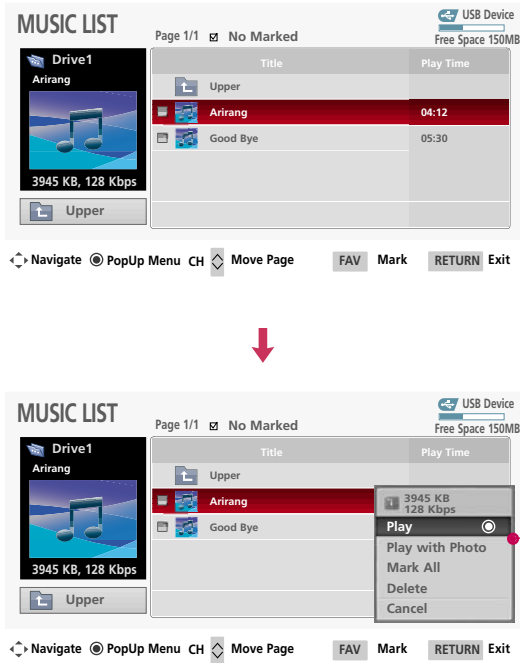 MUSIC LIST
Page 1/1 No Marked
USB Device
Free Space 150MB
Drive1
Arirang
3945 KB, 128 Kbps
Upper
Title Play Time
Upper
Arirang 04:12
Good Bye 05:30
Navigate PopUp Menu CH Move Page FAV Mark RETURN Exit
MUSIC LIST
Page 1/1 No Marked
USB Device
Free Space 150MB
Drive1
Arirang
3945 KB, 128 Kbps
Upper
Title Play Time
Upper
Arirang
Good Bye
3945 KB
128 Kbps
Play
Play with Photo
Mark All
Delete
Cancel
Navigate PopUp Menu CH Move Page FAV Mark RETURN Exit